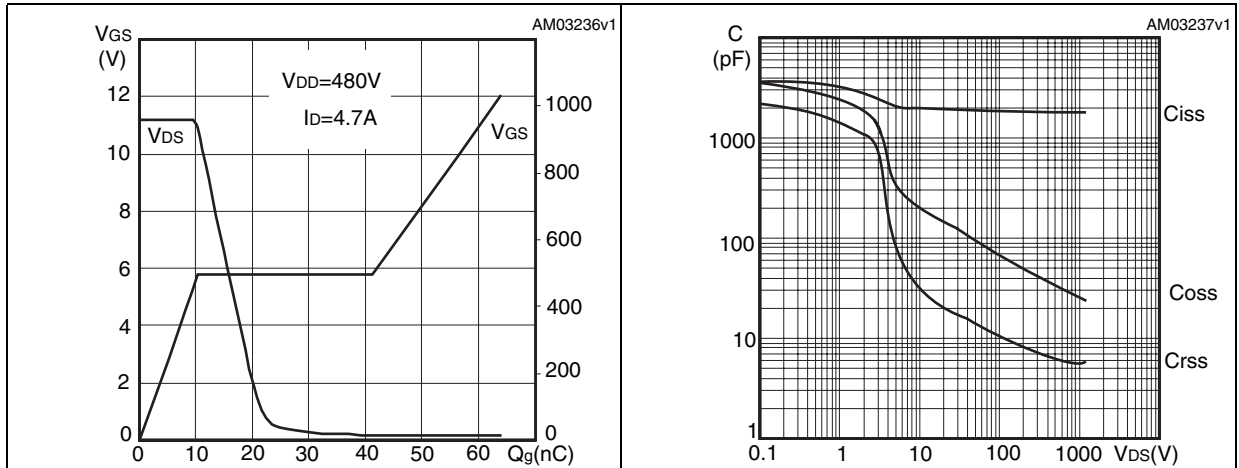 AM03236v1
VGS
(V)
VDD=480V
ID=4.7A
12
10
8
6
4
2
0
1000
800
600
400
200
0
VDS
VGS
0 10 20 30 40 50 60 Qg(nC)
AM03237v1
C
(pF)
1000
100
10
1
Ciss
Coss
Crss
0.1 1 10 100 1000 VDS(V)